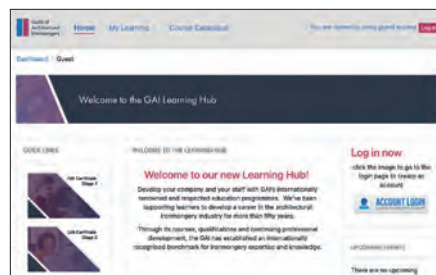 Guild of
Architectural
Ironmongers
Home
My Learning
Course Catalogue
You are currently using guest access
Log in
Dashboard
Guest
Welcome to the GAI Learning Hub
QUICK LINKS
WELCOME TO THE LEARNING HUB
Log in now
Welcome to our new Learning Hub!
click the image to go to the
login page to create an
account
Develop your company and your staff with GAI's internationally
renowned and respected education programmes. We've been
supporting learners to develop a career in the architectural
ironmongery industry for more than fifty years.
Through its courses, qualifications and continuing professional
development, the GAI has established an internationally
recognised benchmark for ironmongery expertise and knowledge.
Certificate
Stage 1
Certificate
Stage 2
ACCOUNT LOGIN
UPCOMING EVENTS
There are no upcoming